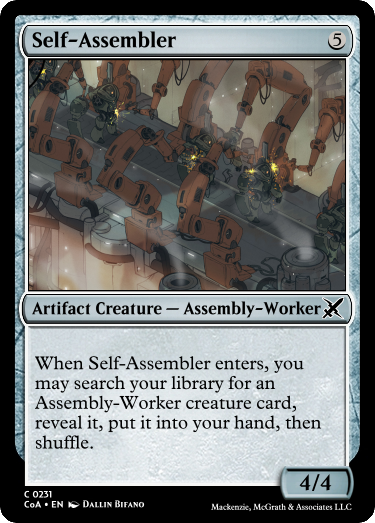 Self-Assembler 5
Artifact Creature — Assembly-Worker
When Self-Assembler enters, you
may search your library for an
Assembly-Worker creature card,
reveal it, put it into your hand, then
shuffle.
4/4
C 0231
CoA • EN Dallin Bifano
Mackenzie, McGrath & Associates LLC